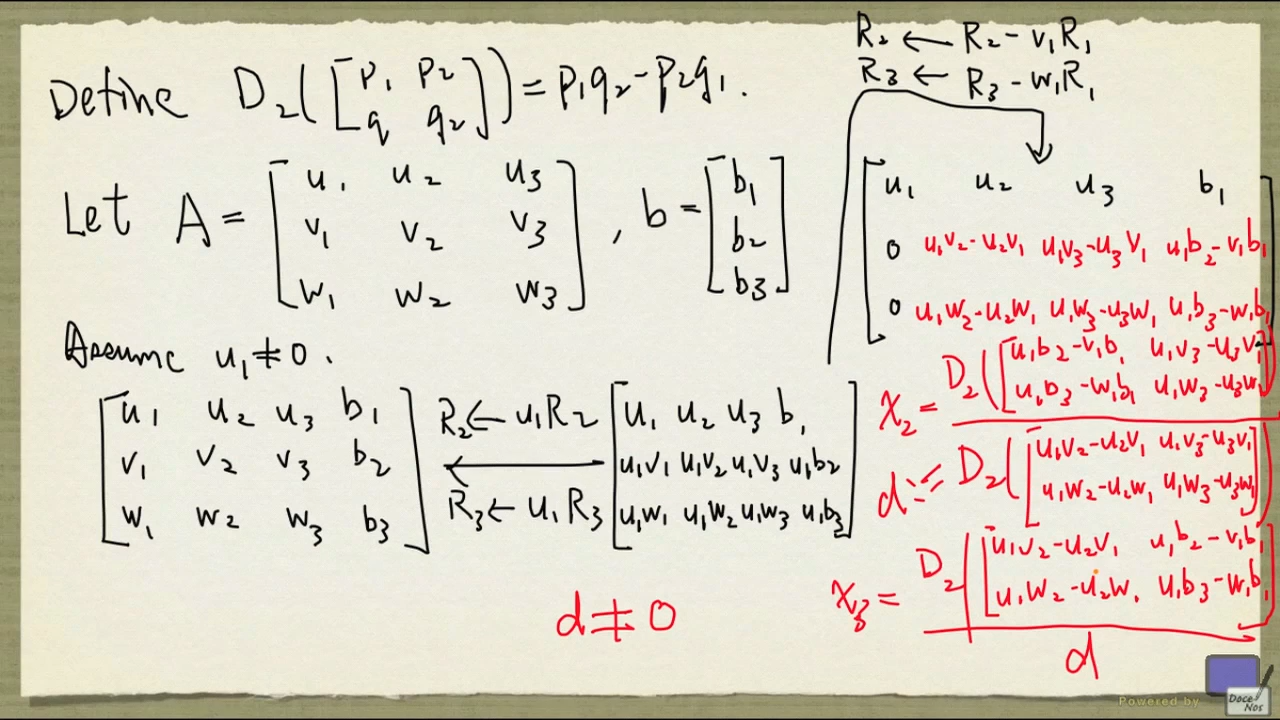 Define D₂([p₁ p₂
q q₂]) = p₁q₂ - p₂q₁.
Let A = [u₁ u₂ u₃
v₁ v₂ v₃
w₁ w₂ w₃], b = [b₁
b₂
b₃]
Assume u₁ ≠ 0.
[u₁ u₂ u₃ b₁
v₁ v₂ v₃ b₂
w₁ w₂ w₃ b₃]
R₂ ← u₁R₂
R₃ ← u₁R₃
[u₁ u₂ u₃ b₁
u₁v₁ u₁v₂ u₁v₃ u₁b₂
u₁w₁ u₁w₂ u₁w₃ u₁b₃]
R₂ ← R₂ - v₁R₁
R₃ ← R₃ - w₁R₁
[u₁ u₂ u₃ b₁
0 u₁v₂-u₂v₁ u₁v₃-u₃v₁ u₁b₂-v₁b₁
0 u₁w₂-u₂w₁ u₁w₃-u₃w₁ u₁b₃-w₁b₁]
x₂ = D₂([u₁b₂-v₁b₁ u₁v₃-u₃v₁
u₁b₃-w₁b₁ u₁w₃-u₃w₁])
d := D₂([u₁v₂-u₂v₁ u₁v₃-u₃v₁
u₁w₂-u₂w₁ u₁w₃-u₃w₁])
x₃ = D₂([u₁v₂-u₂v₁ u₁b₂-v₁b₁
u₁w₂-u₂w₁ u₁b₃-w₁b₁])
d
d ≠ 0
Powered by
Doce
Nos